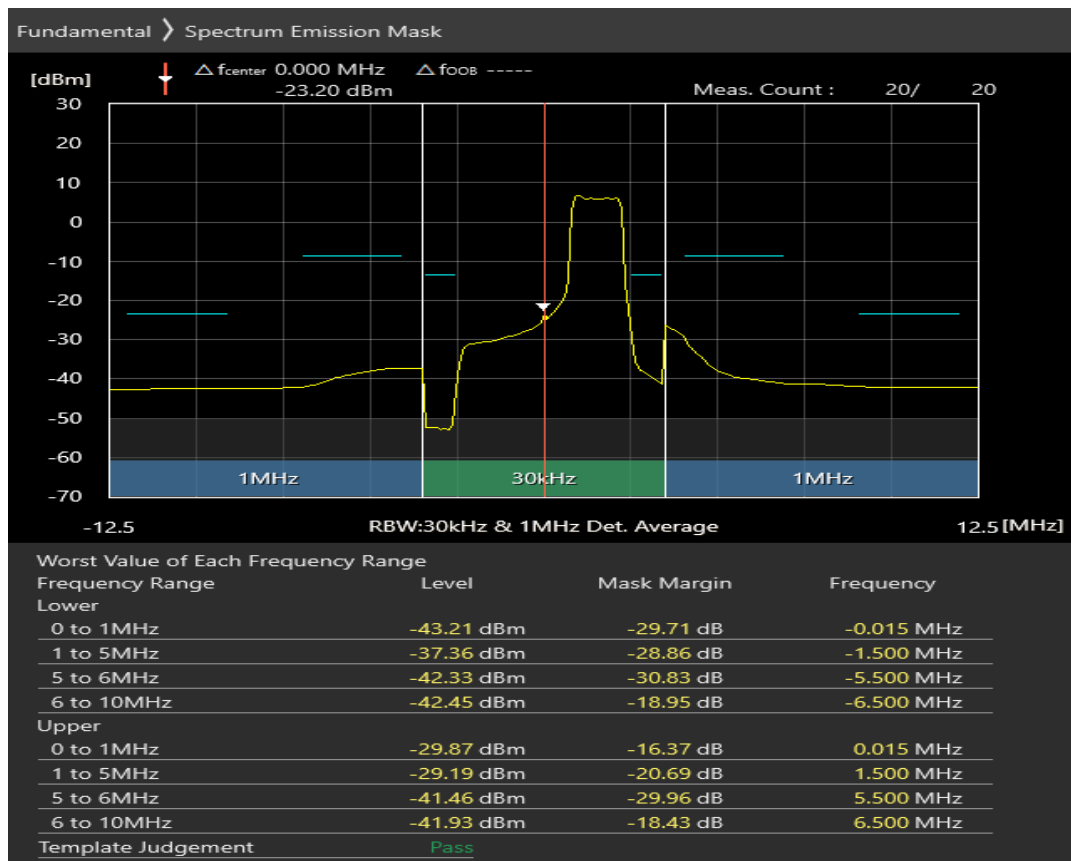 Fundamental ❯ Spectrum Emission Mask
[dBm] △ fcenter 0.000 MHz △ fOOB -----
-23.20 dBm Meas. Count : 20/ 20
30
20
10
0
-10
-20
-30
-40
-50
-60
-70
1MHz 30kHz 1MHz
-12.5 RBW:30kHz & 1MHz Det. Average 12.5 [MHz]
Worst Value of Each Frequency Range
Frequency Range Level Mask Margin Frequency
Lower
0 to 1MHz -43.21 dBm -29.71 dB -0.015 MHz
1 to 5MHz -37.36 dBm -28.86 dB -1.500 MHz
5 to 6MHz -42.33 dBm -30.83 dB -5.500 MHz
6 to 10MHz -42.45 dBm -18.95 dB -6.500 MHz
Upper
0 to 1MHz -29.87 dBm -16.37 dB 0.015 MHz
1 to 5MHz -29.19 dBm -20.69 dB 1.500 MHz
5 to 6MHz -41.46 dBm -29.96 dB 5.500 MHz
6 to 10MHz -41.93 dBm -18.43 dB 6.500 MHz
Template Judgement Pass